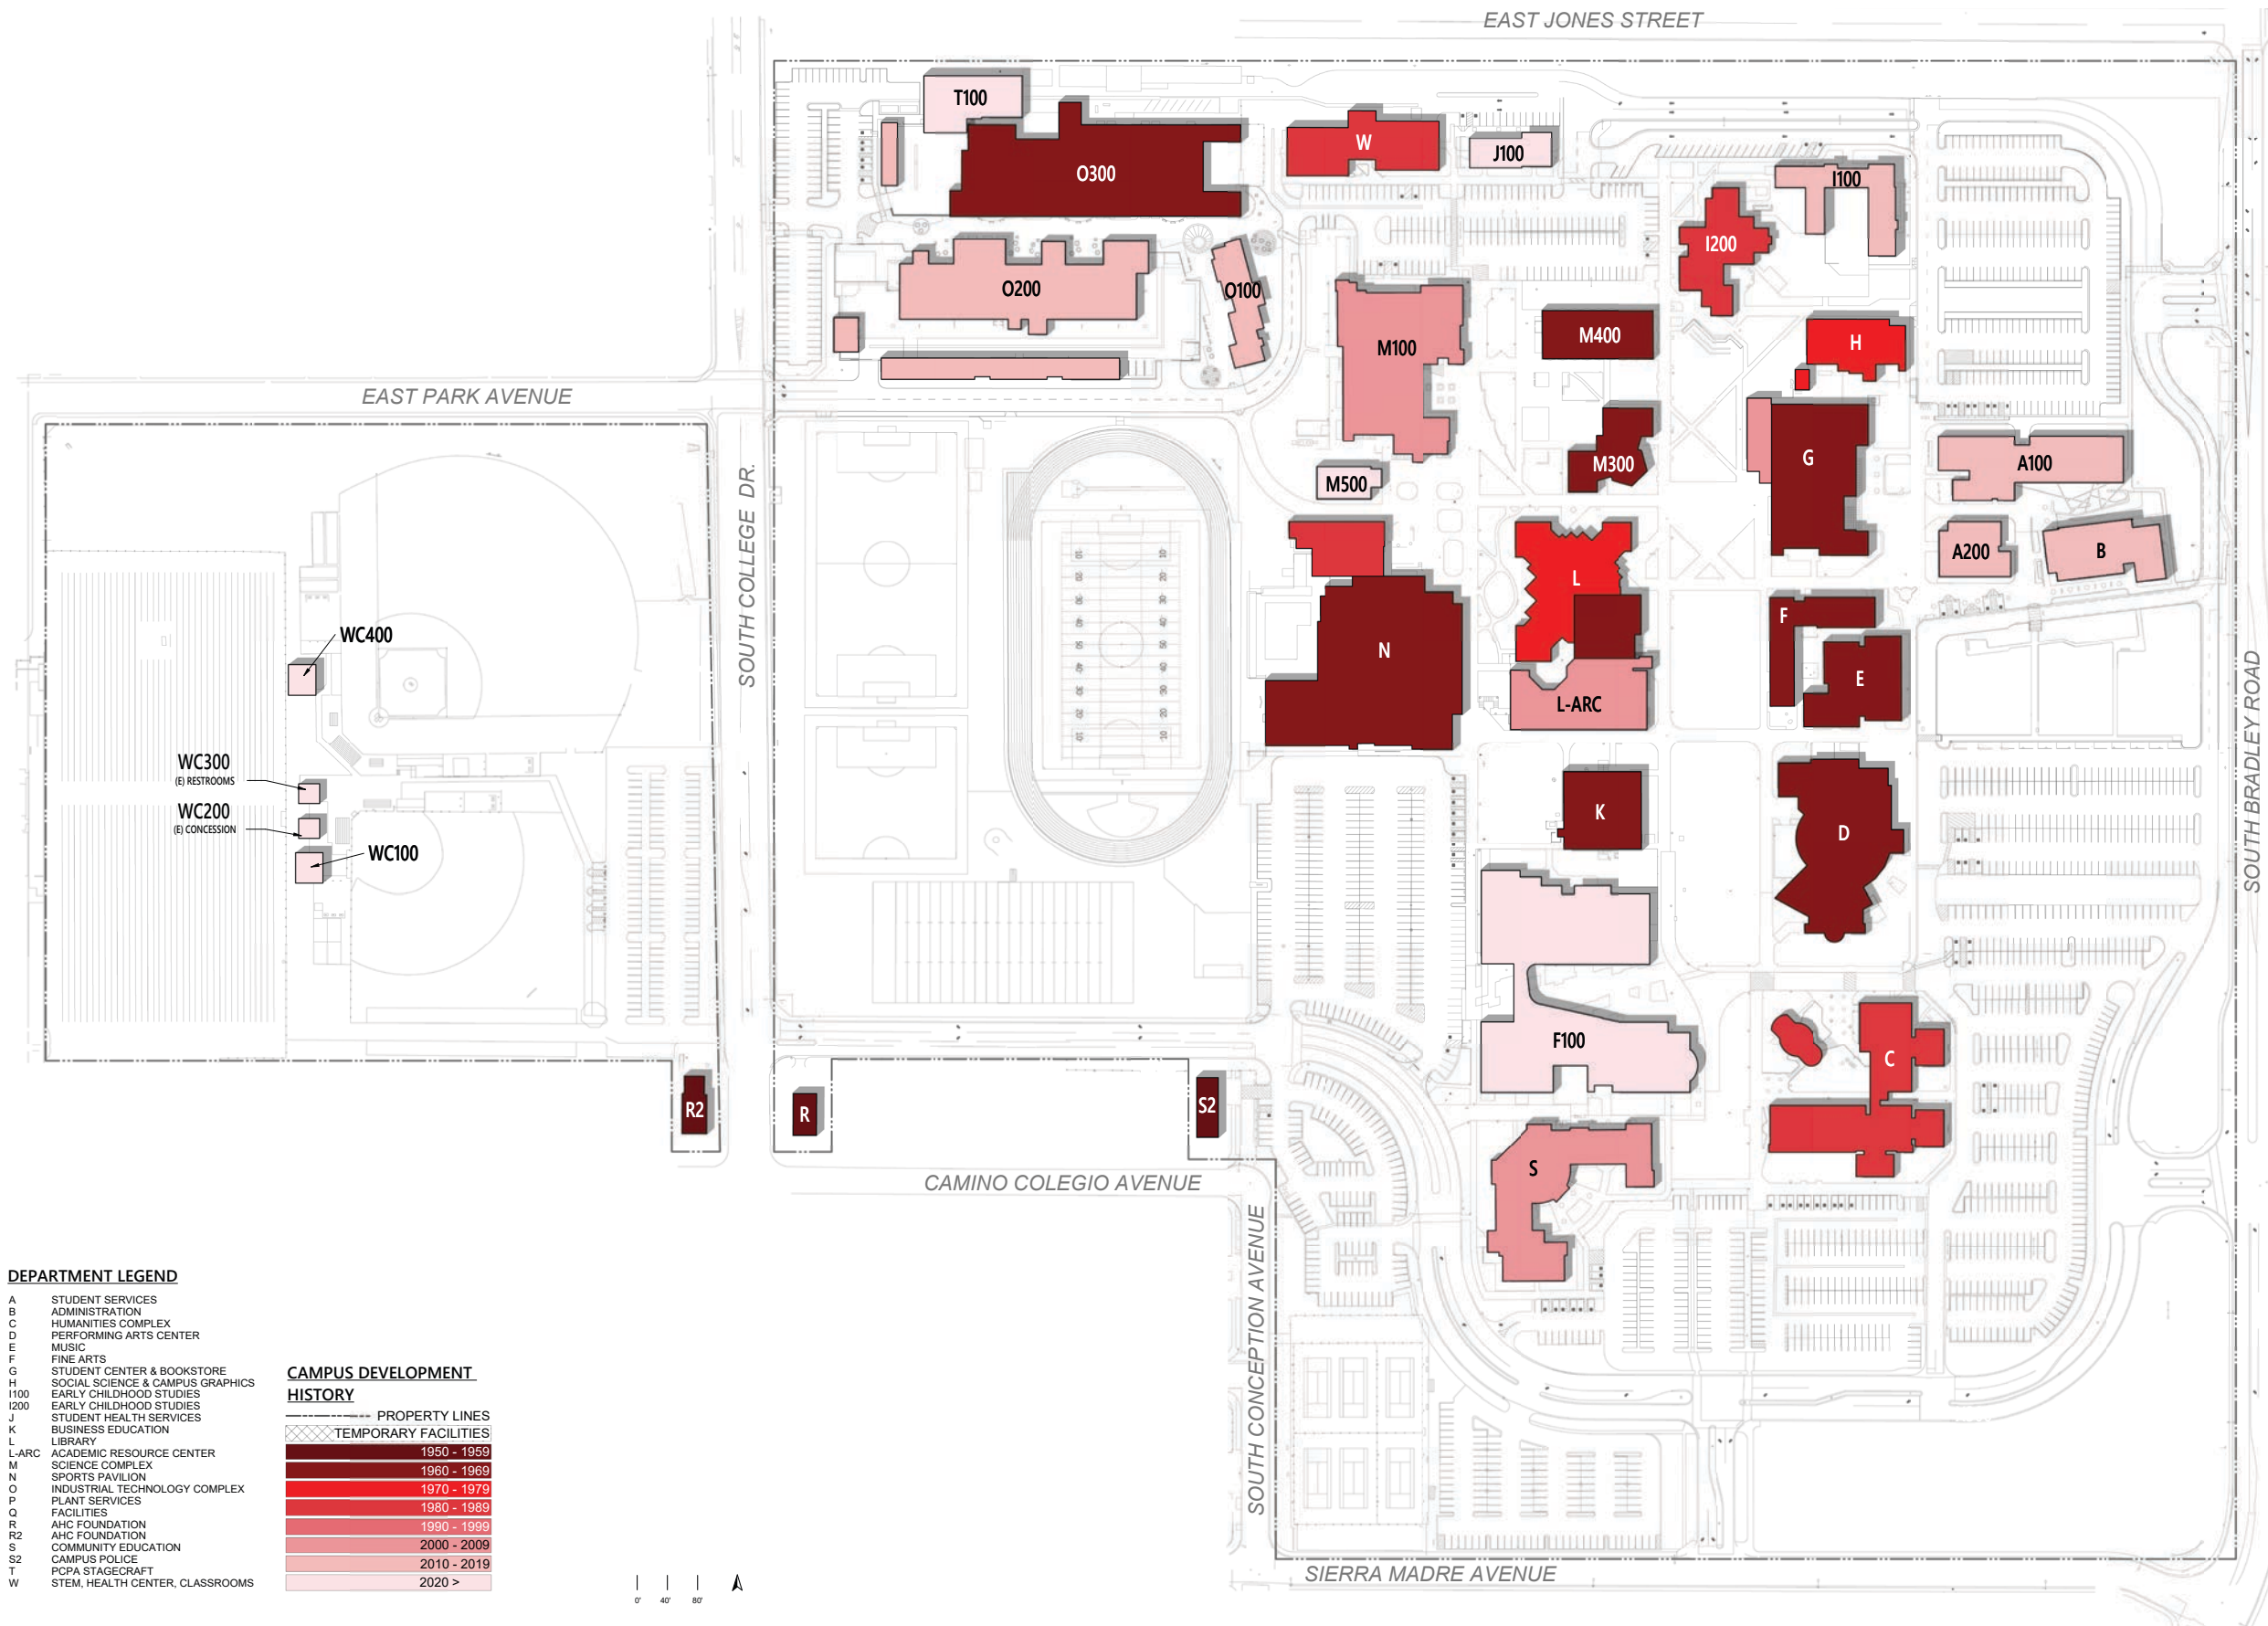 EAST JONES STREET
T100
O300
W
J100
I100
I200
O200
O100
M100
M400
H
EAST PARK AVENUE
G
A100
M300
M500
A200
B
L
SOUTH COLLEGE DR.
WC400
F
N
E
L-ARC
SOUTH BRADLEY ROAD
WC300
(E) RESTROOMS
WC200
(E) CONCESSION
WC100
K
D
F100
C
R2
R
S2
S
CAMINO COLEGIO AVENUE
SOUTH CONCEPTION AVENUE
SIERRA MADRE AVENUE
DEPARTMENT LEGEND
A STUDENT SERVICES
B ADMINISTRATION
C HUMANITIES COMPLEX
D PERFORMING ARTS CENTER
E MUSIC
F FINE ARTS
G STUDENT CENTER & BOOKSTORE
H SOCIAL SCIENCE & CAMPUS GRAPHICS
I100 EARLY CHILDHOOD STUDIES
I200 EARLY CHILDHOOD STUDIES
J STUDENT HEALTH SERVICES
K BUSINESS EDUCATION
L LIBRARY
L-ARC ACADEMIC RESOURCE CENTER
M SCIENCE COMPLEX
N SPORTS PAVILION
O INDUSTRIAL TECHNOLOGY COMPLEX
P PLANT SERVICES
Q FACILITIES
R AHC FOUNDATION
R2 AHC FOUNDATION
S COMMUNITY EDUCATION
S2 CAMPUS POLICE
T PCPA STAGECRAFT
W STEM, HEALTH CENTER, CLASSROOMS
CAMPUS DEVELOPMENT
HISTORY
PROPERTY LINES
TEMPORARY FACILITIES
1950 - 1959
1960 - 1969
1970 - 1979
1980 - 1989
1990 - 1999
2000 - 2009
2010 - 2019
2020 >
0' 40' 80'